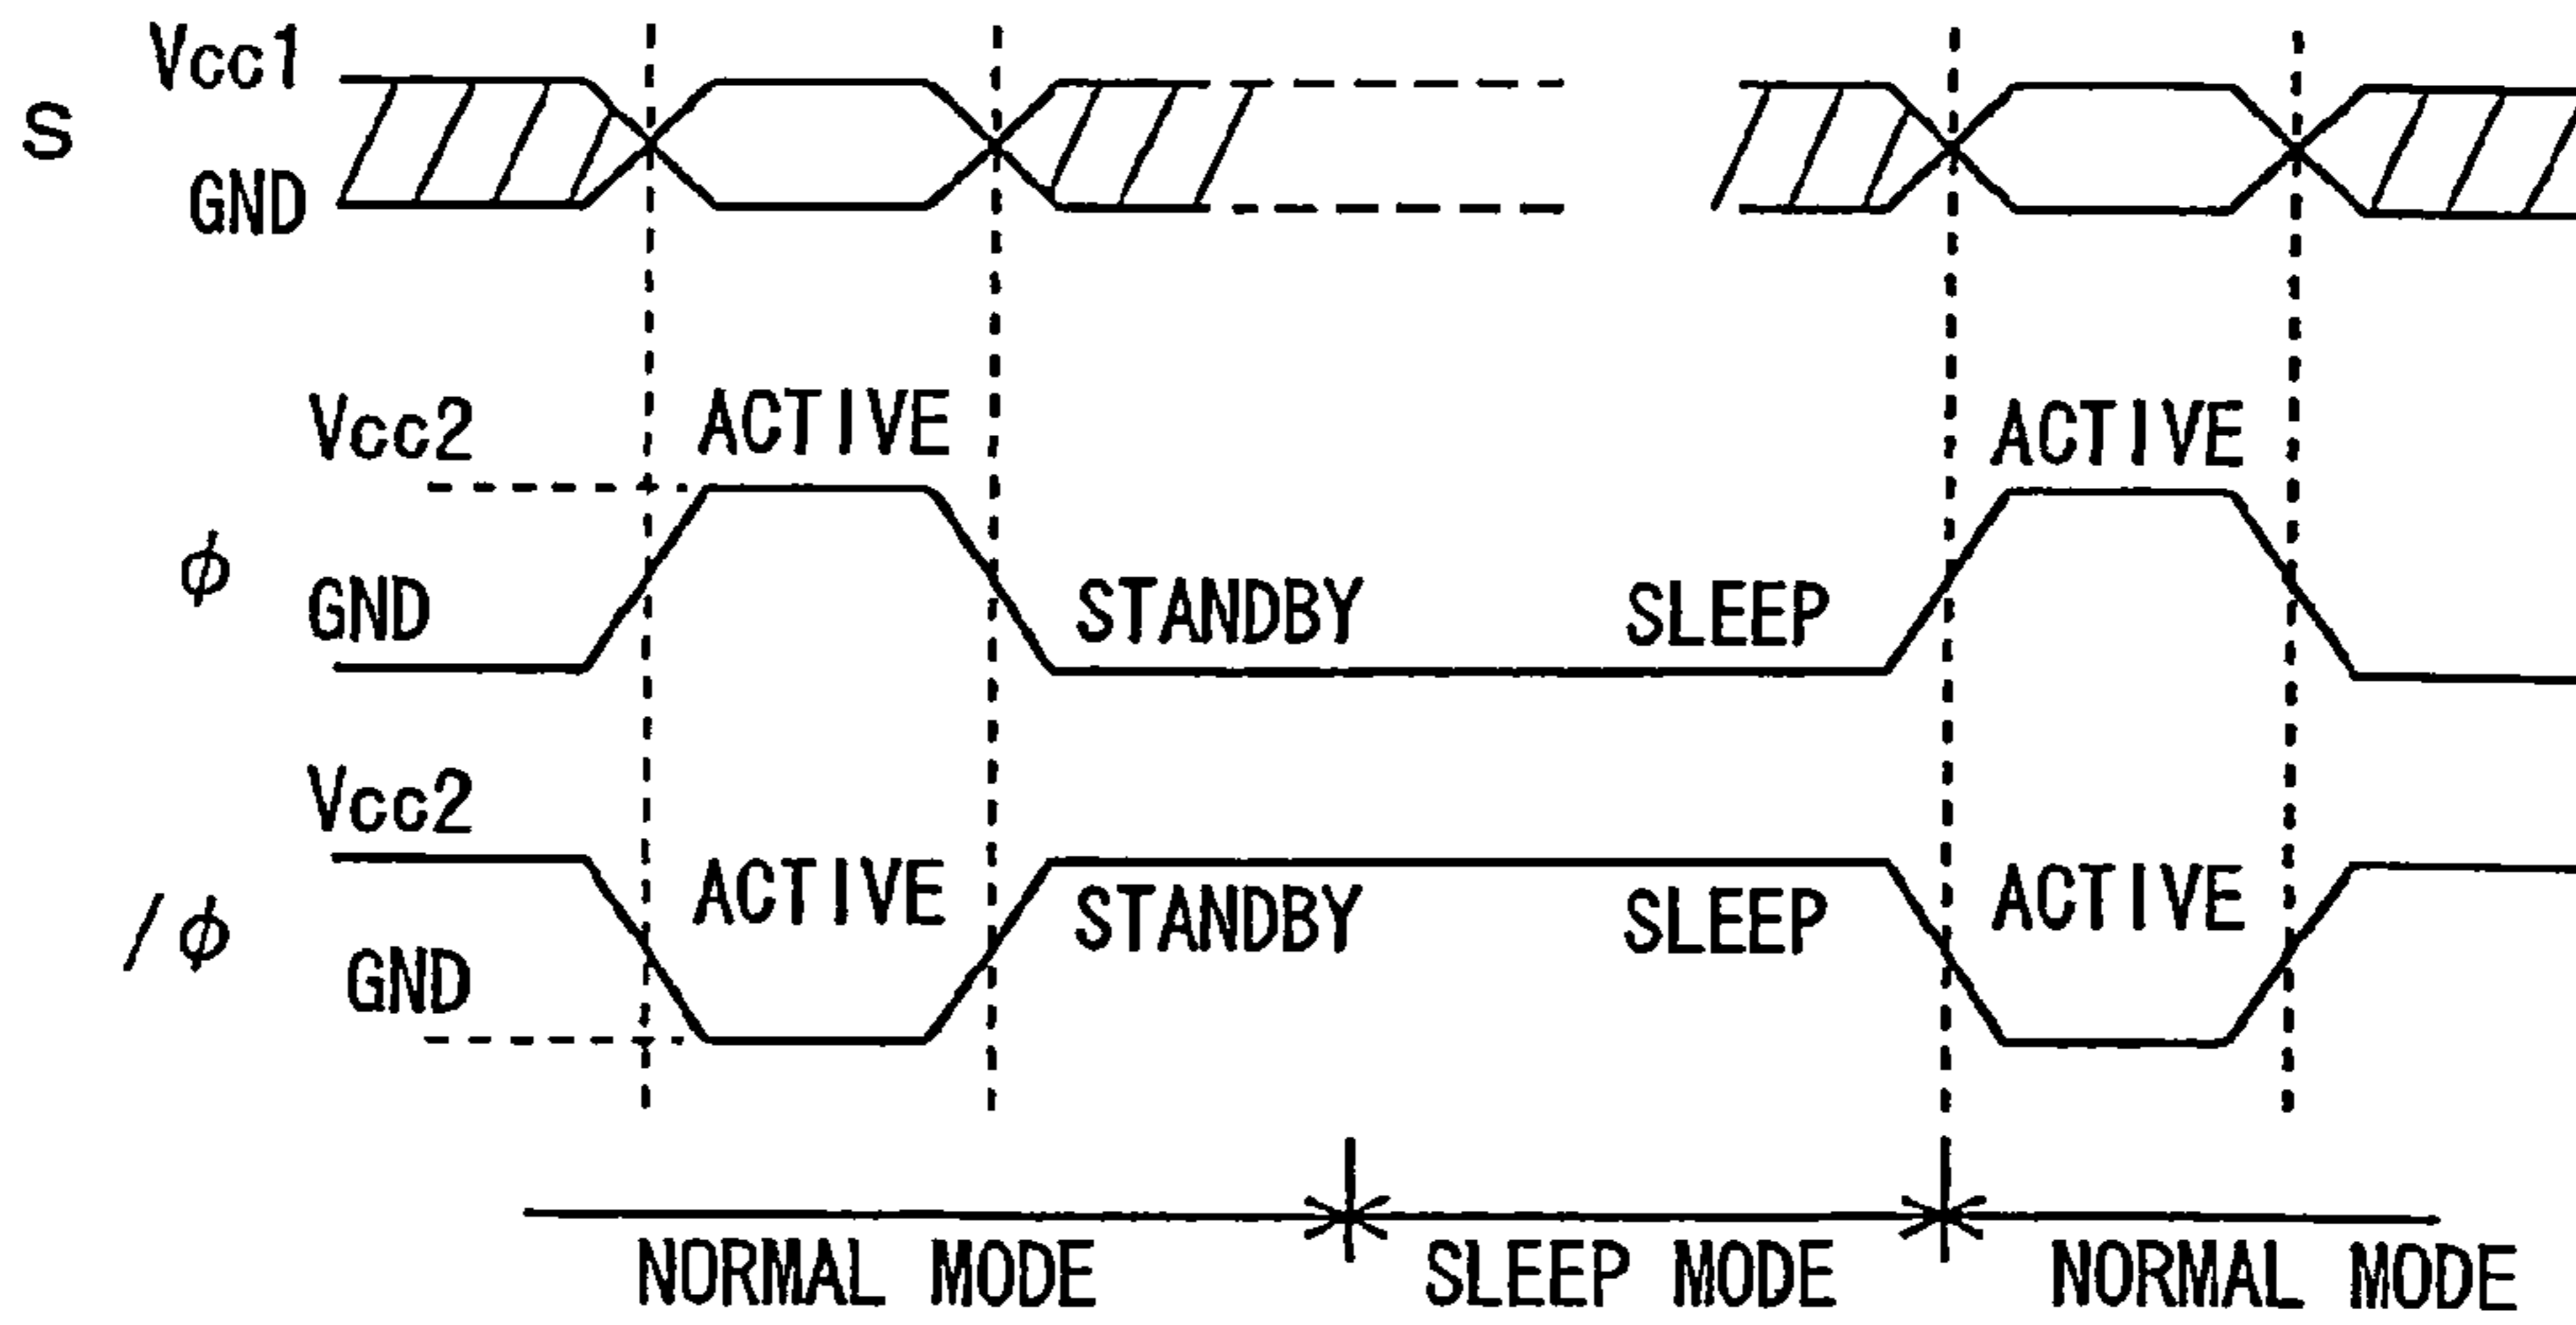 Vcc1
S
GND
Vcc2
ACTIVE
ACTIVE
φ
GND
STANDBY
SLEEP
Vcc2
/φ
ACTIVE
STANDBY
SLEEP
ACTIVE
GND
NORMAL MODE
SLEEP MODE
NORMAL MODE